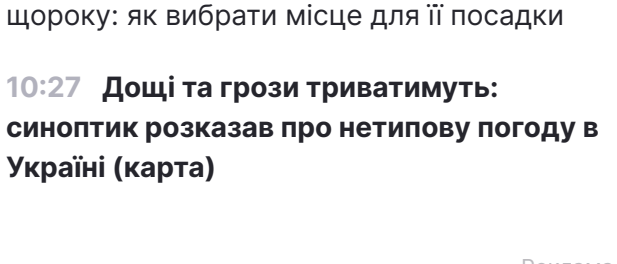 щороку: як вибрати місце для її посадки
10:27 Дощі та грози триватимуть:
синоптик розказав про нетипову погоду в
Україні (карта)